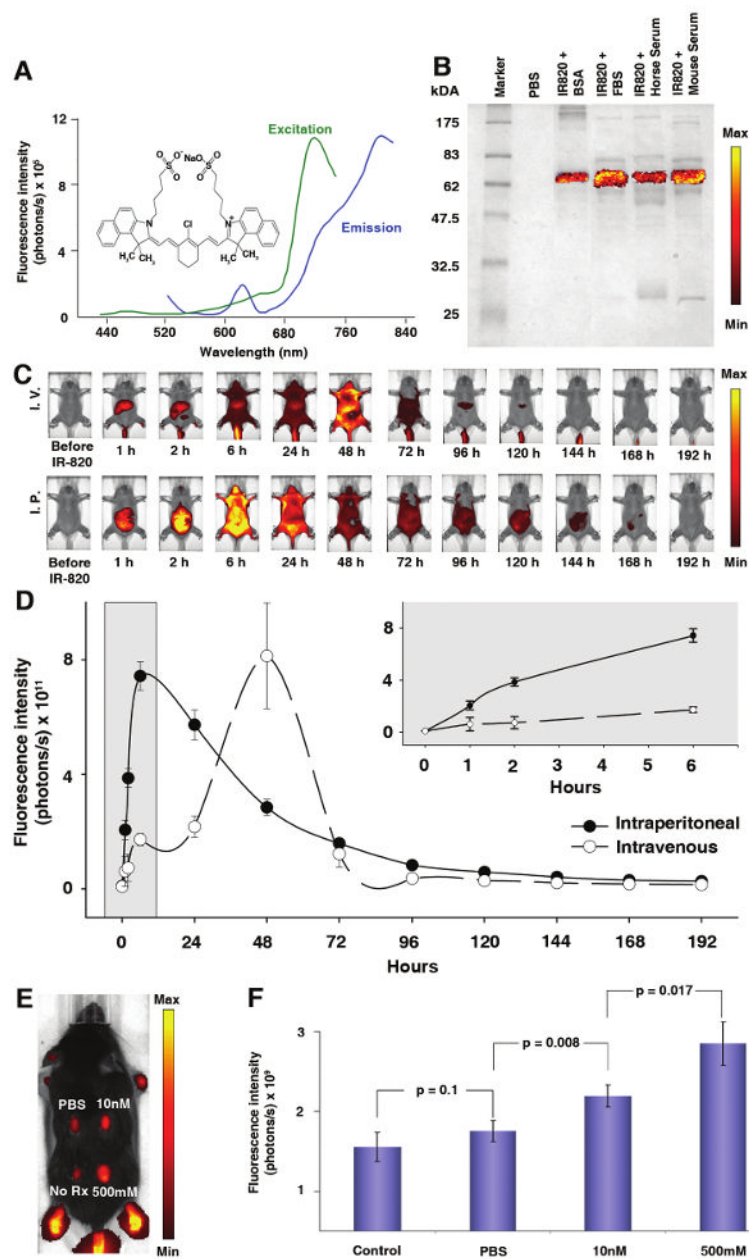 A
12
8
4
0
Fluorescence intensity
(photons/s) x 10⁶
Excitation
Emission
O O⁻ NaO O
S S
O O
N N⁺
Cl
H₃C CH₃ H₃C CH₃
440 520 600 680 760 840
Wavelength (nm)
B
kDA
Marker
PBS
IR820 +
BSA
IR820 +
FBS
IR820 +
Horse Serum
IR820 +
Mouse Serum
175
83
62
47.5
32.5
25
Max
Min
C
I. V.
Before
IR-820
1 h 2 h 6 h 24 h 48 h 72 h 96 h 120 h 144 h 168 h 192 h
I. P.
Before
IR-820
1 h 2 h 6 h 24 h 48 h 72 h 96 h 120 h 144 h 168 h 192 h
Max
Min
D
Fluorescence intensity
(photons/s) x 10¹¹
8
4
0
0 24 48 72 96 120 144 168 192
Hours
8
4
0
0 1 2 3 4 5 6
Hours
Intraperitoneal
Intravenous
E
PBS 10nM
No Rx 500mM
Max
Min
F
Fluorescence intensity
(photons/s) x 10⁹
3
2
1
p = 0.1
p = 0.008
p = 0.017
Control PBS 10nM 500mM